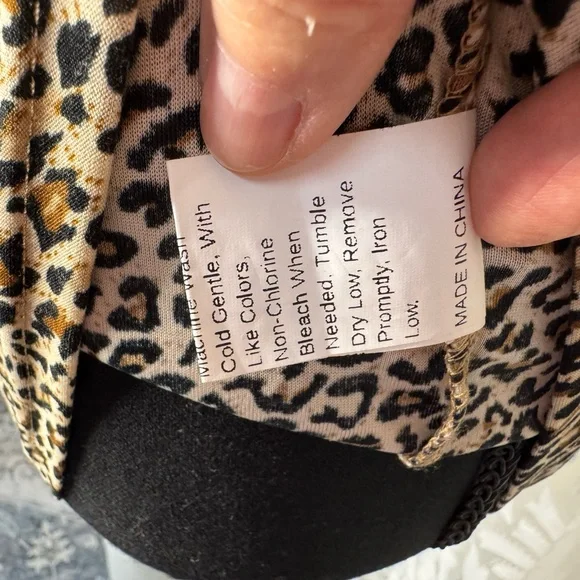 Machine Wash
Cold Gentle, With
Like Colors,
Non-Chlorine
Bleach When
Needed. Tumble
Dry Low, Remove
Promptly, Iron
Low.
MADE IN CHINA